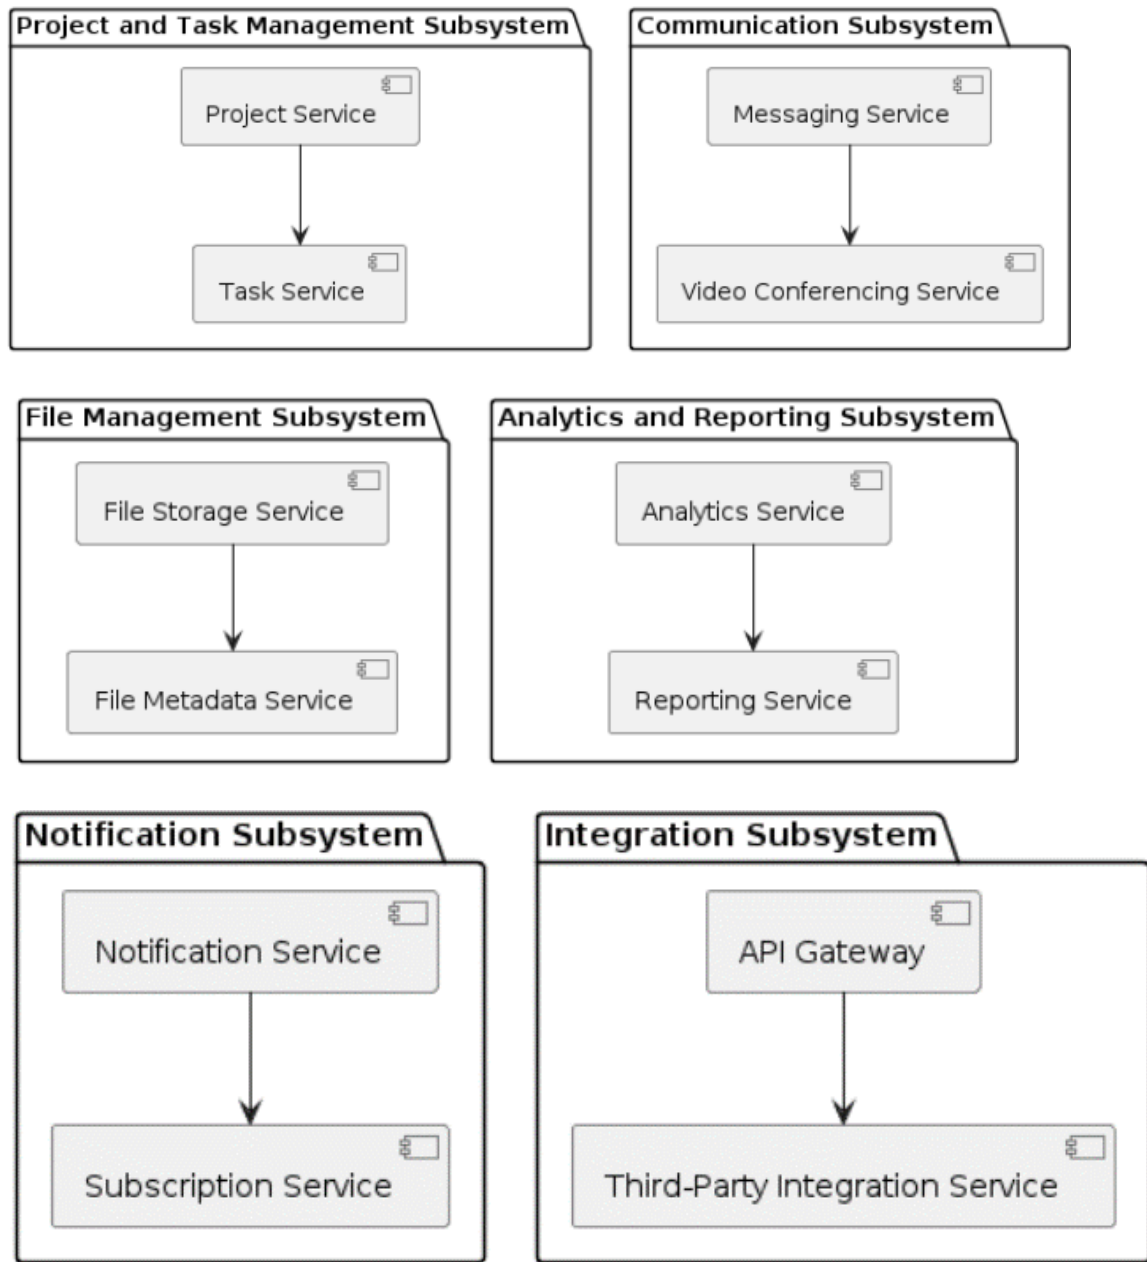 Project and Task Management Subsystem
Project Service
Task Service
Communication Subsystem
Messaging Service
Video Conferencing Service
File Management Subsystem
File Storage Service
File Metadata Service
Analytics and Reporting Subsystem
Analytics Service
Reporting Service
Notification Subsystem
Notification Service
Subscription Service
Integration Subsystem
API Gateway
Third-Party Integration Service